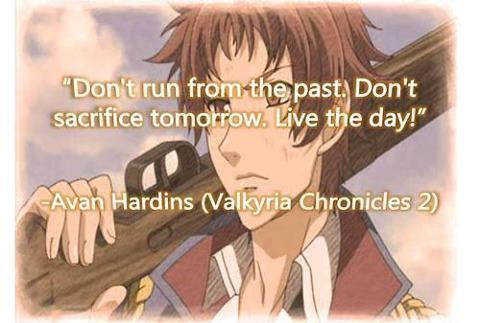 “Don't run from the past. Don't
sacrifice tomorrow. Live the day!”
-Avan Hardins (Valkyria Chronicles 2)